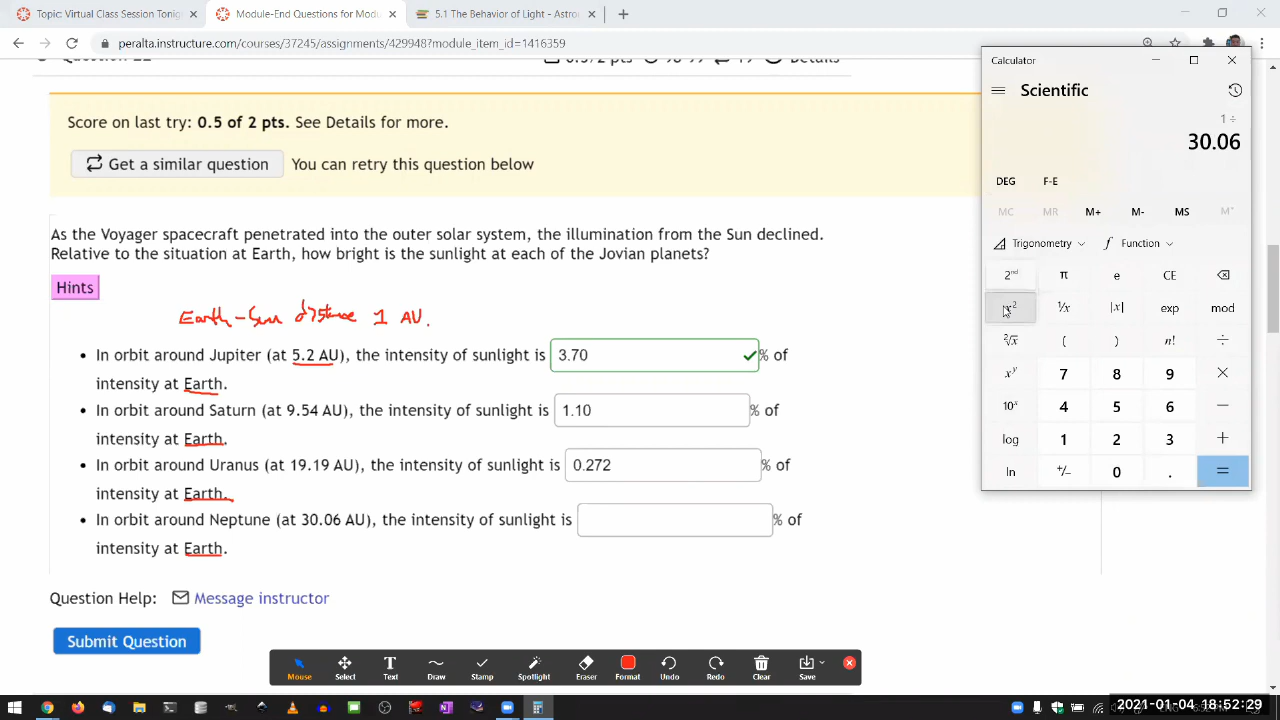 Topic: Virtual Class Session Tonig
Module-End Questions for Modu
5.1 The Behavior of Light - Astro
peralta.instructure.com/courses/37245/assignments/429948?module_item_id=1416359
Details
Score on last try: 0.5 of 2 pts. See Details for more.
Get a similar question You can retry this question below
As the Voyager spacecraft penetrated into the outer solar system, the illumination from the Sun declined.
Relative to the situation at Earth, how bright is the sunlight at each of the Jovian planets?
Hints
Earth-Sun distance 1 AU.
• In orbit around Jupiter (at 5.2 AU), the intensity of sunlight is 3.70 % of
intensity at Earth.
• In orbit around Saturn (at 9.54 AU), the intensity of sunlight is 1.10 % of
intensity at Earth.
• In orbit around Uranus (at 19.19 AU), the intensity of sunlight is 0.272 % of
intensity at Earth.
• In orbit around Neptune (at 30.06 AU), the intensity of sunlight is % of
intensity at Earth.
Question Help: Message instructor
Submit Question
Calculator
Scientific
1 ÷
30.06
DEG F-E
MC MR M+ M- MS M˅
Trigonometry Function
2ⁿᵈ π e CE
x² ¹/x |x| exp mod
²√x ( ) n! ÷
xʸ 7 8 9 ×
10ˣ 4 5 6 −
log 1 2 3 +
ln +/− 0 . =
Mouse Select Text Draw Stamp Spotlight Eraser Format Undo Redo Clear Save
2021-01-04 18:52:29